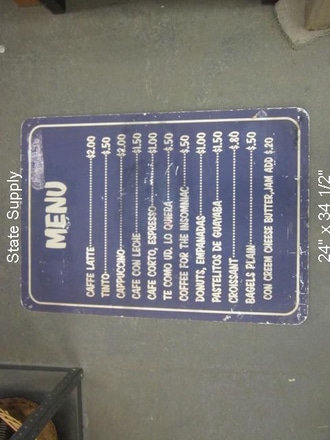 State Supply
MENU
CAFFE LATTE........$2.00
TINTO........$.50
CAPPUCCINO........$2.00
CAFE CON LECHE........$1.50
CAFE CORTO, ESPRESSO........$1.00
TE COMO UD. LO QUIERA........$.50
COFFEE FOR THE INSOMNIAC........$.50
DONUTS, EMPANADAS........$1.00
PASTELITOS DE GUAYABA........$1.50
CROISSANT........$.80
BAGELS PLAIN........$.50
CON CREEM CHEESE BUTTER,JAM ADD $.20
24" x 34 1/2"